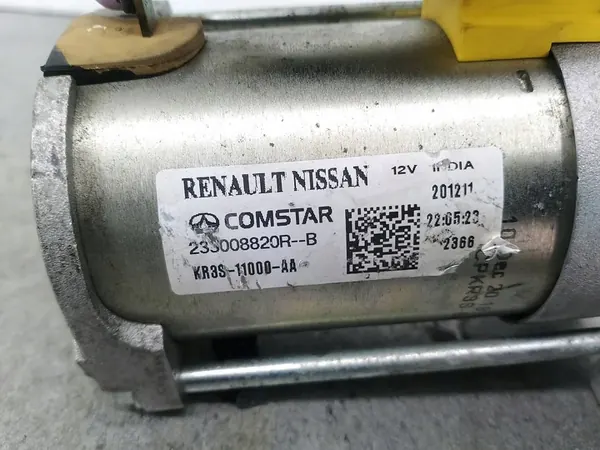 RENAULT NISSAN 12V INDIA
201211
COMSTAR 22:05:23
233008820R--B 2366
KR3S-11000-AA